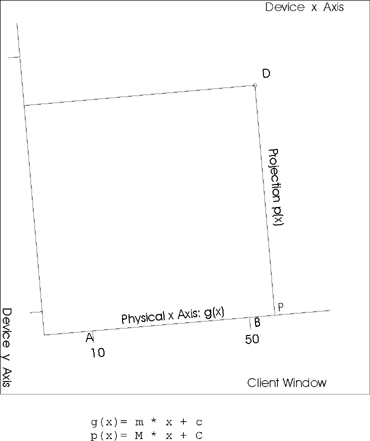 Device x Axis
D
Projection p(x)
Physical x Axis: g(x)
P
A
B
10
50
Device y Axis
Client Window
g(x)= m * x + c
p(x)= M * x + C